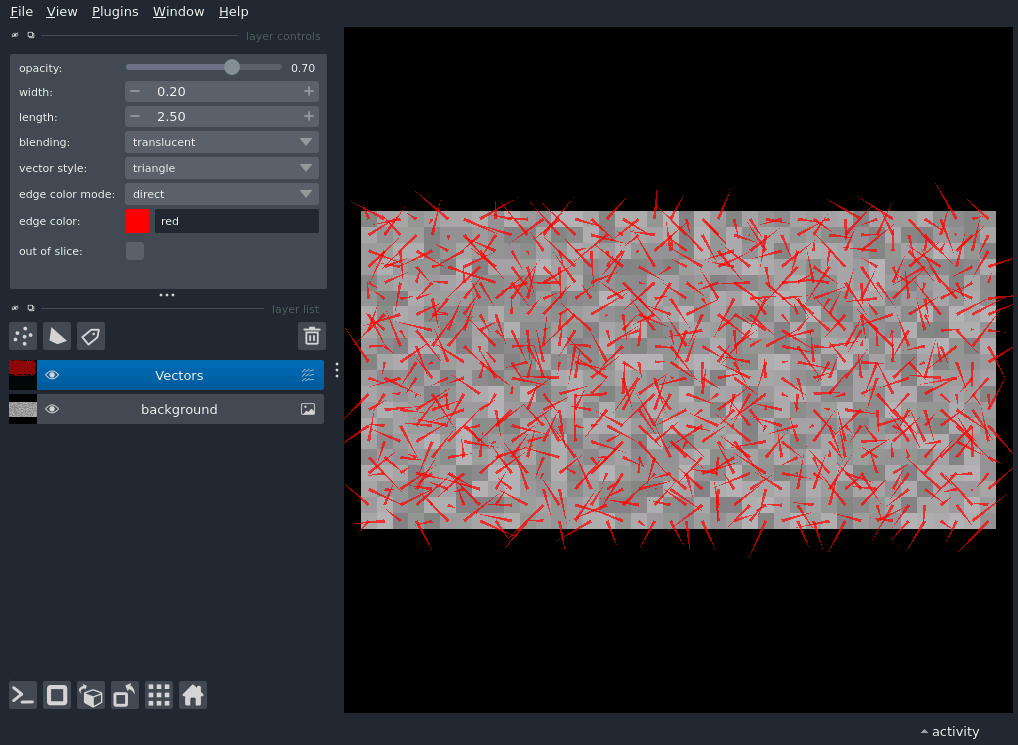 File View Plugins Window Help
layer controls
opacity: 0.70
width: 0.20
length: 2.50
blending: translucent
vector style: triangle
edge color mode: direct
edge color: red
out of slice:
layer list
Vectors
background
activity